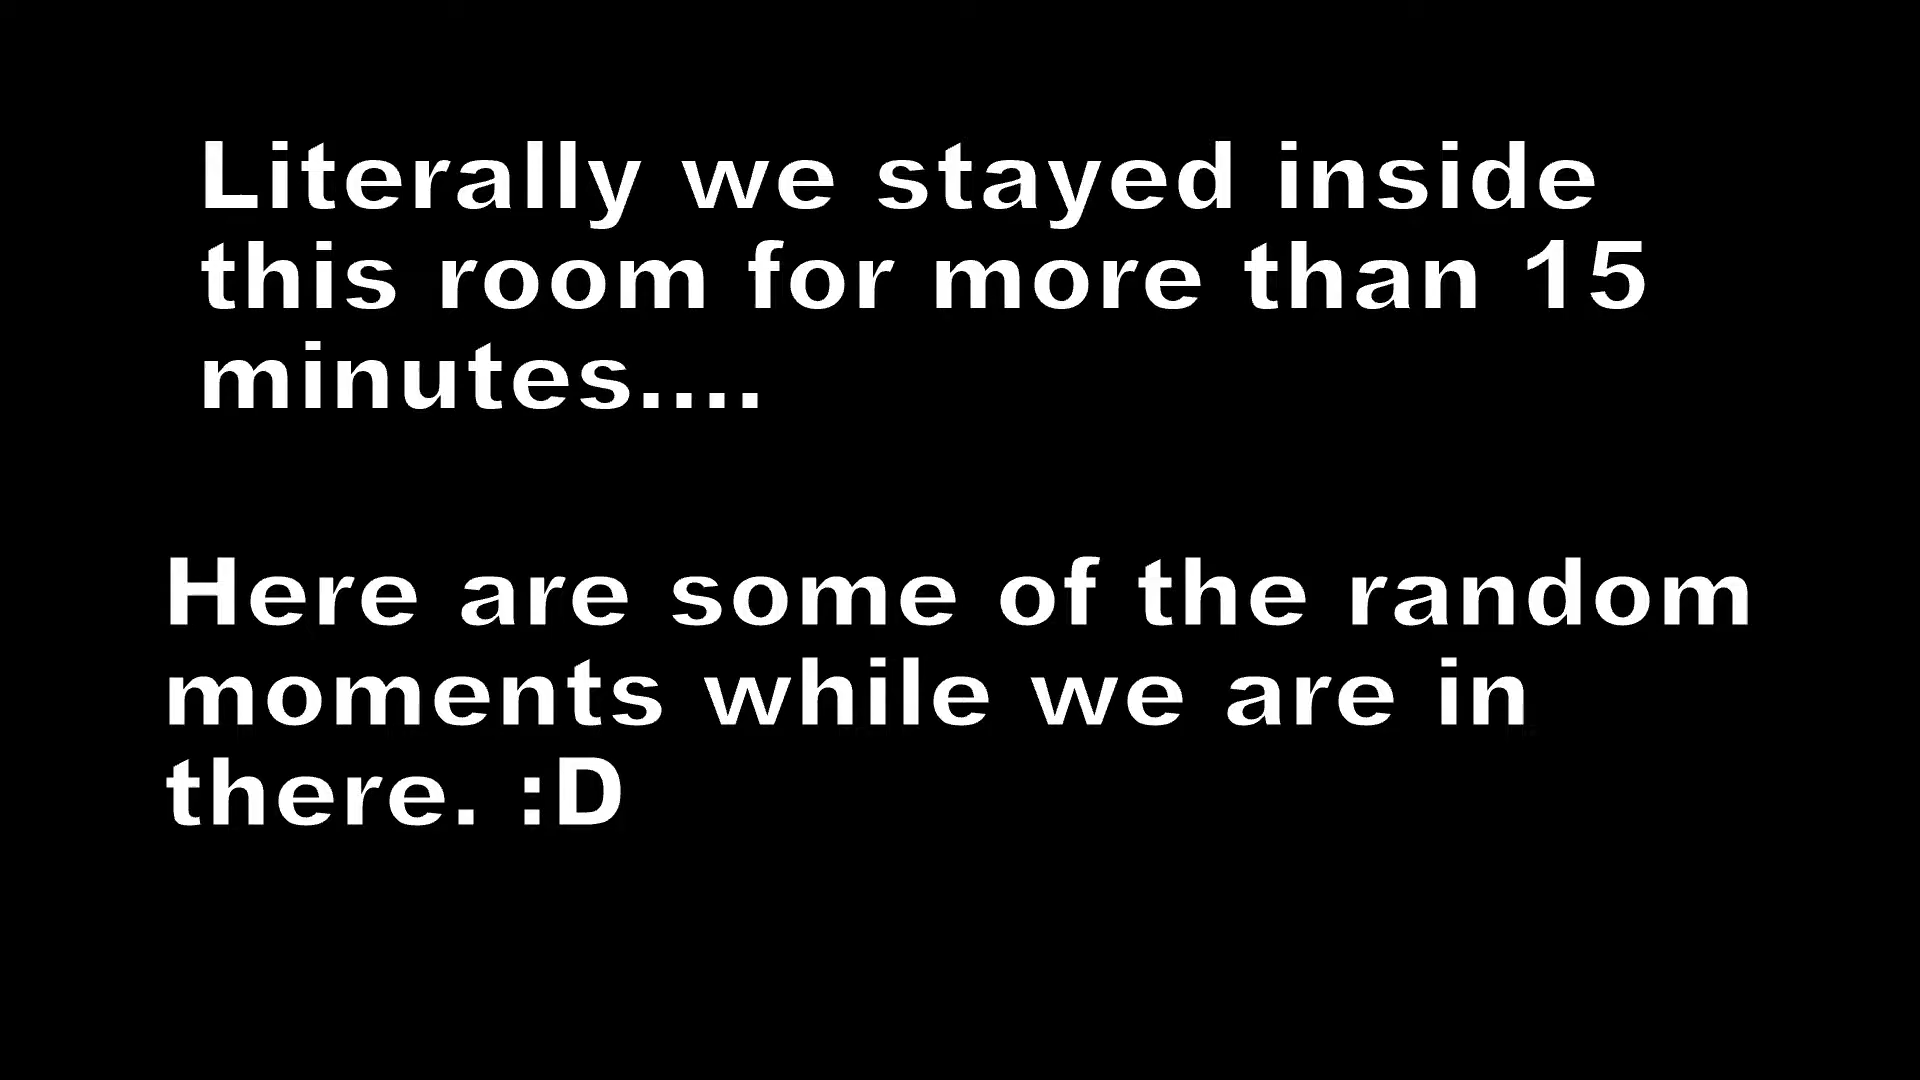 Literally we stayed inside
this room for more than 15
minutes....
Here are some of the random
moments while we are in
there. :D